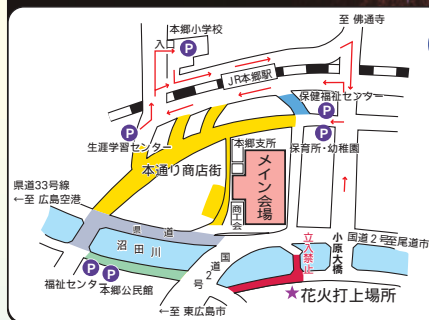 至 佛通寺
本郷小学校
入口
P
JR本郷駅
保健福祉センター
P
P
P
生涯学習センター
保育所・幼稚園
本郷支所
本通り商店街
メイン会場
商工会
県道33号線
←至 広島空港
県道
沼田川
国道2号
立入禁止
小原大橋
国道2号至尾道市
P
P
福祉センター
本郷公民館
★花火打上場所
←至 東広島市